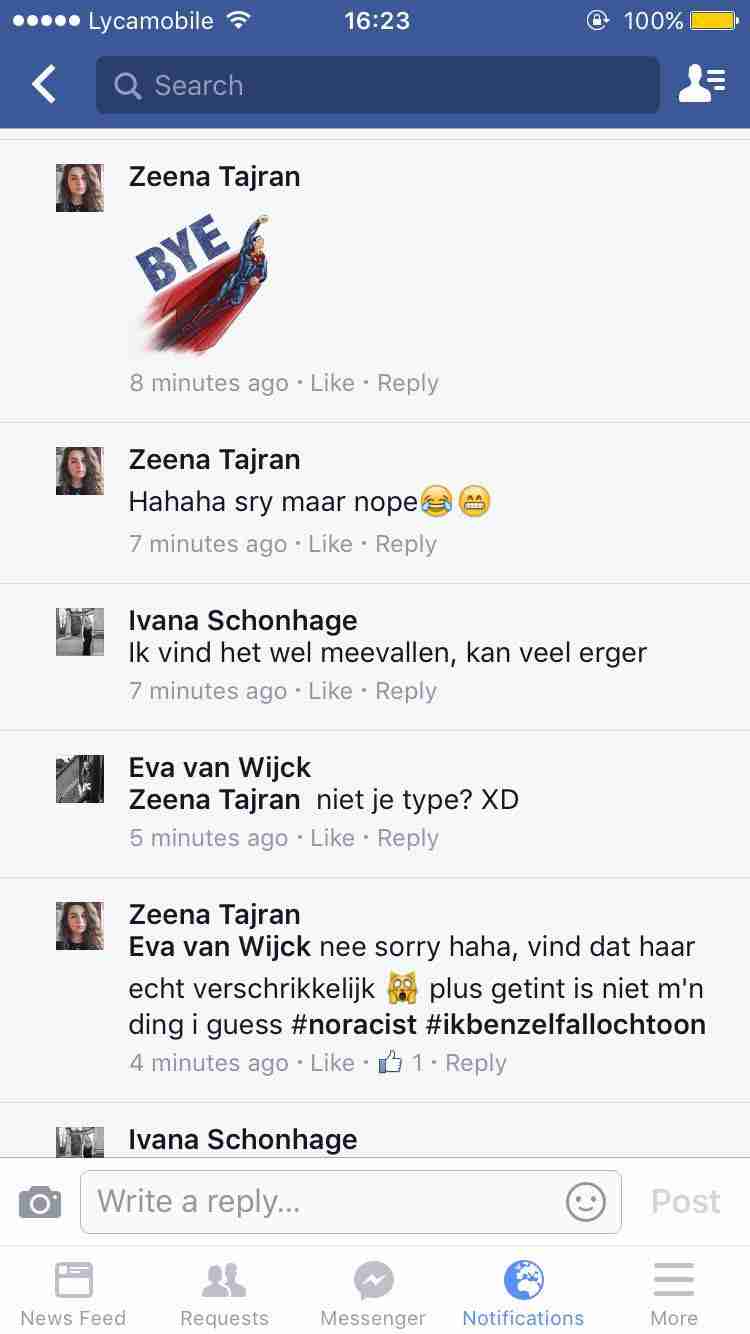 Lycamobile 16:23 100%
Search
Zeena Tajran
BYE
8 minutes ago · Like · Reply
Zeena Tajran
Hahaha sry maar nope😂😁
7 minutes ago · Like · Reply
Ivana Schonhage
Ik vind het wel meevallen, kan veel erger
7 minutes ago · Like · Reply
Eva van Wijck
Zeena Tajran niet je type? XD
5 minutes ago · Like · Reply
Zeena Tajran
Eva van Wijck nee sorry haha, vind dat haar
echt verschrikkelijk 🙀 plus getint is niet m'n
ding i guess #noracist #ikbenzelfallochtoon
4 minutes ago · Like · 👍 1 · Reply
Ivana Schonhage
Write a reply... Post
News Feed Requests Messenger Notifications More